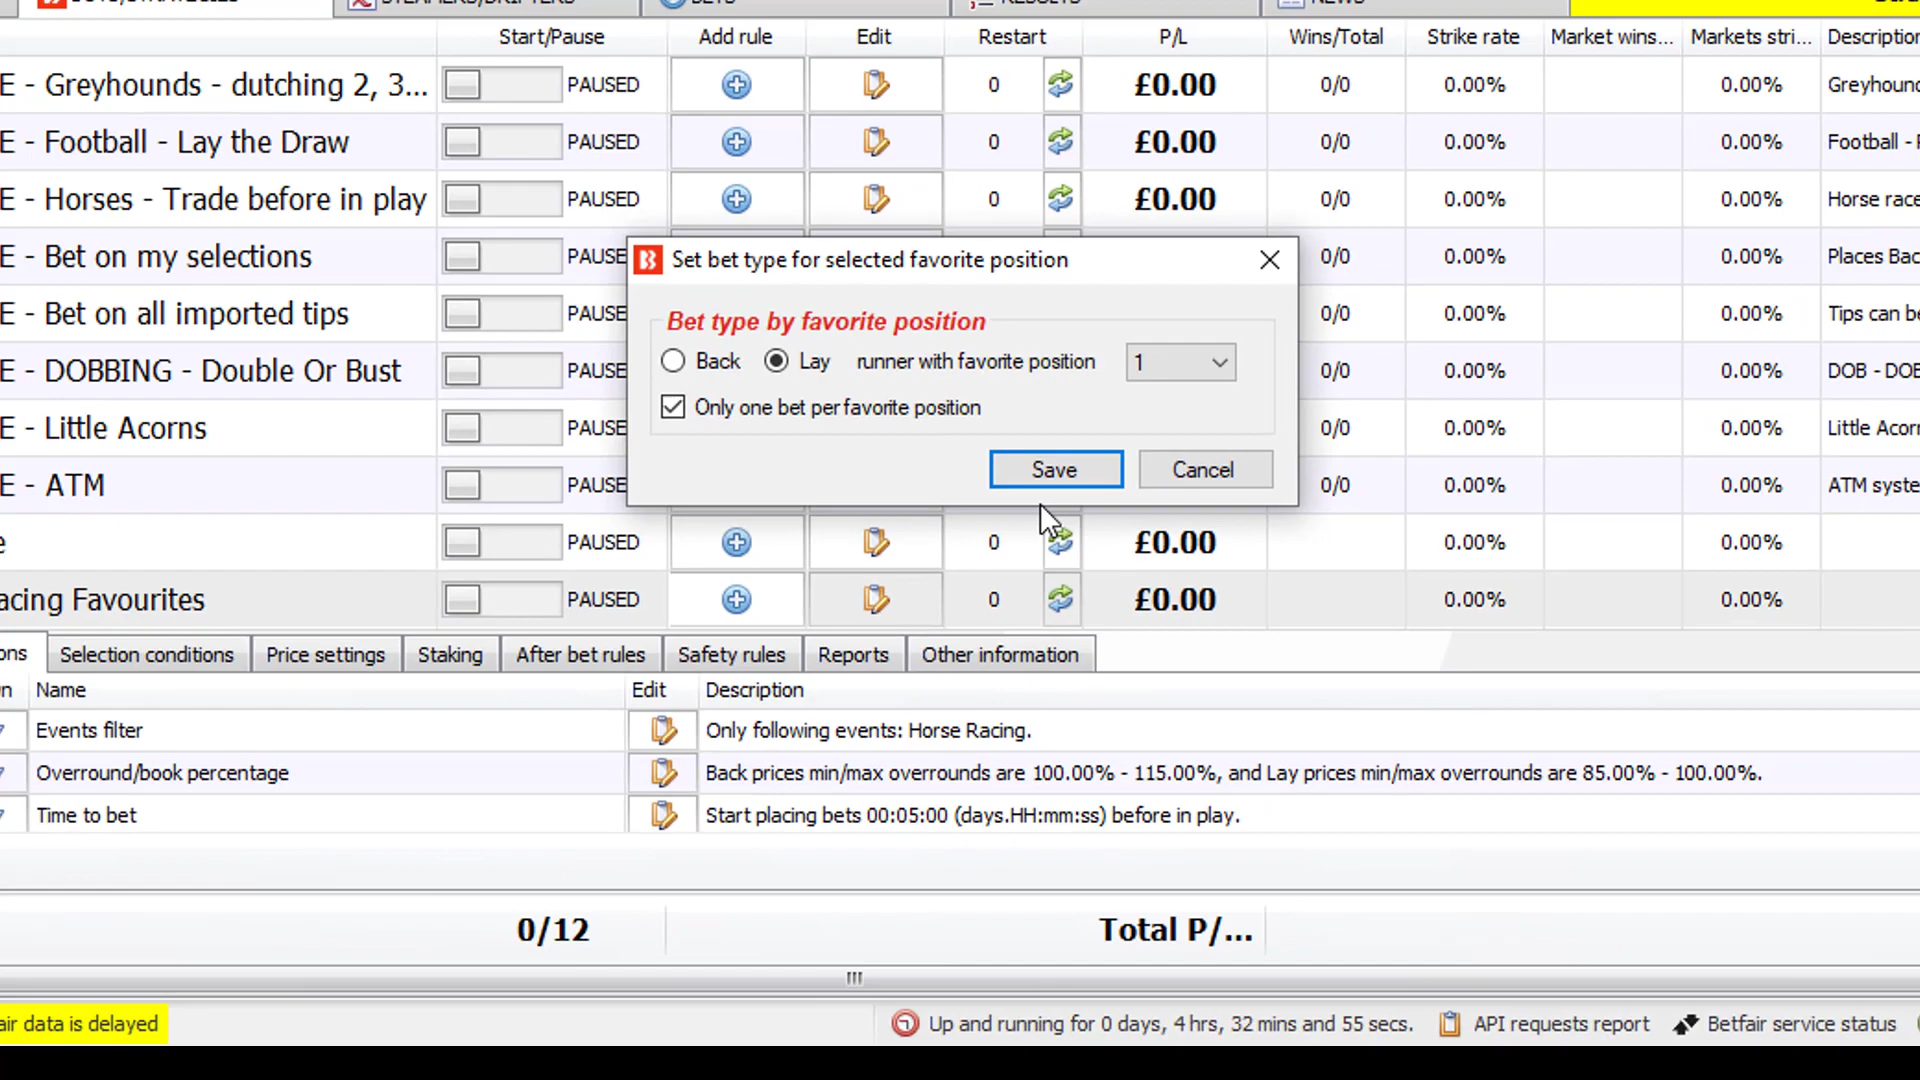 BETS
RESULTS
NEWS
Start/Pause Add rule Edit Restart P/L Wins/Total Strike rate Market wins... Markets stri... Description
E - Greyhounds - dutching 2, 3... PAUSED 0 £0.00 0/0 0.00% 0.00% Greyhound
E - Football - Lay the Draw PAUSED 0 £0.00 0/0 0.00% 0.00% Football -
E - Horses - Trade before in play PAUSED 0 £0.00 0/0 0.00% 0.00% Horse race
E - Bet on my selections PAUSE 0/0 0.00% 0.00% Places Bac
E - Bet on all imported tips PAUSE 0/0 0.00% 0.00% Tips can be
E - DOBBING - Double Or Bust PAUSE 0/0 0.00% 0.00% DOB - DOB
E - Little Acorns PAUSE 0/0 0.00% 0.00% Little Acorn
E - ATM PAUSE 0/0 0.00% 0.00% ATM syste
e PAUSED 0 £0.00 0.00% 0.00%
acing Favourites PAUSED 0 £0.00 0.00% 0.00%
Set bet type for selected favorite position
Bet type by favorite position
Back Lay runner with favorite position 1
Only one bet per favorite position
Save Cancel
ons Selection conditions Price settings Staking After bet rules Safety rules Reports Other information
n Name Edit Description
Events filter Only following events: Horse Racing.
Overround/book percentage Back prices min/max overrounds are 100.00% - 115.00%, and Lay prices min/max overrounds are 85.00% - 100.00%.
Time to bet Start placing bets 00:05:00 (days.HH:mm:ss) before in play.
0/12 Total P/...
air data is delayed Up and running for 0 days, 4 hrs, 32 mins and 55 secs. API requests report Betfair service status